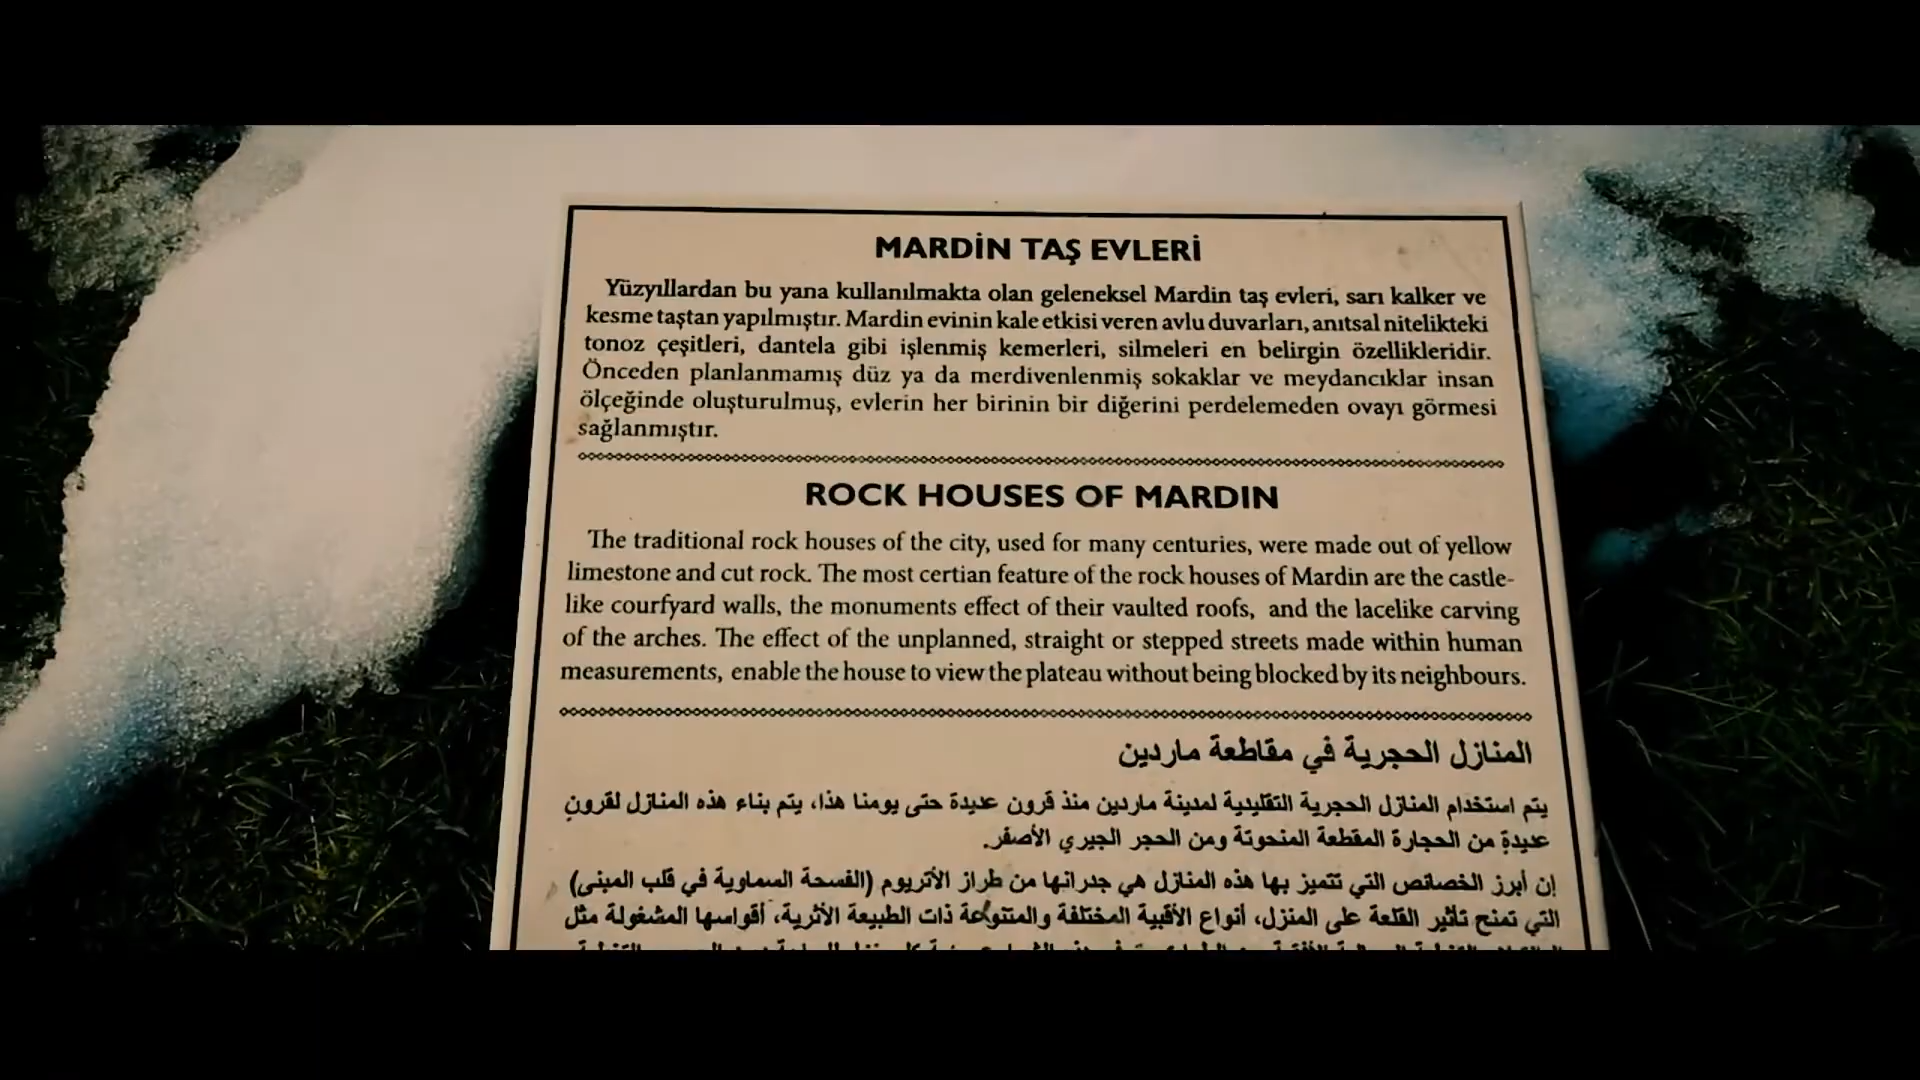 MARDİN TAŞ EVLERİ
Yüzyıllardan bu yana kullanılmakta olan geleneksel Mardin taş evleri, sarı kalker ve
kesme taştan yapılmıştır. Mardin evinin kale etkisi veren avlu duvarları, anıtsal nitelikteki
tonoz çeşitleri, dantela gibi işlenmiş kemerleri, silmeleri en belirgin özellikleridir.
Önceden planlanmamış düz ya da merdivenlenmiş sokaklar ve meydancıklar insan
ölçeğinde oluşturulmuş, evlerin her birinin bir diğerini perdelemeden ovayı görmesi
sağlanmıştır.
ROCK HOUSES OF MARDIN
The traditional rock houses of the city, used for many centuries, were made out of yellow
limestone and cut rock. The most certian feature of the rock houses of Mardin are the castle-
like courfyard walls, the monuments effect of their vaulted roofs, and the lacelike carving
of the arches. The effect of the unplanned, straight or stepped streets made within human
measurements, enable the house to view the plateau without being blocked by its neighbours.
المنازل الحجرية في مقاطعة ماردين
يتم استخدام المنازل الحجرية التقليدية لمدينة ماردين منذ قرون عديدة حتى يومنا هذا، يتم بناء هذه المنازل لقرونٍ
عديدةٍ من الحجارة المقطعة المنحوتة ومن الحجر الجيري الأصفر.
إن أبرز الخصائص التي تتميز بها هذه المنازل هي جدرانها من طراز الأتريوم (الفسحة السماوية في قلب المبنى)
التي تمنح تأثير القلعة على المنزل، أنواع الأقبية المختلفة والمتنوعة ذات الطبيعة الأثرية، أقواسها المشغولة مثل